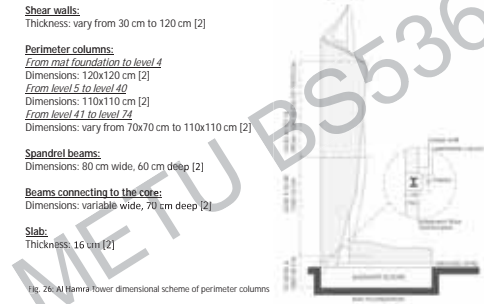 Shear walls:
Thickness: vary from 30 cm to 120 cm [2]
Perimeter columns:
From mat foundation to level 4
Dimensions: 120x120 cm [2]
From level 5 to level 40
Dimensions: 110x110 cm [2]
From level 41 to level 74
Dimensions: vary from 70x70 cm to 110x110 cm [2]
Spandrel beams:
Dimensions: 80 cm wide, 60 cm deep [2]
Beams connecting to the core:
Dimensions: variable wide, 70 cm deep [2]
Slab:
Thickness: 16 cm [2]
Fig. 26: Al Hamra Tower dimensional scheme of perimeter columns
METU BS536